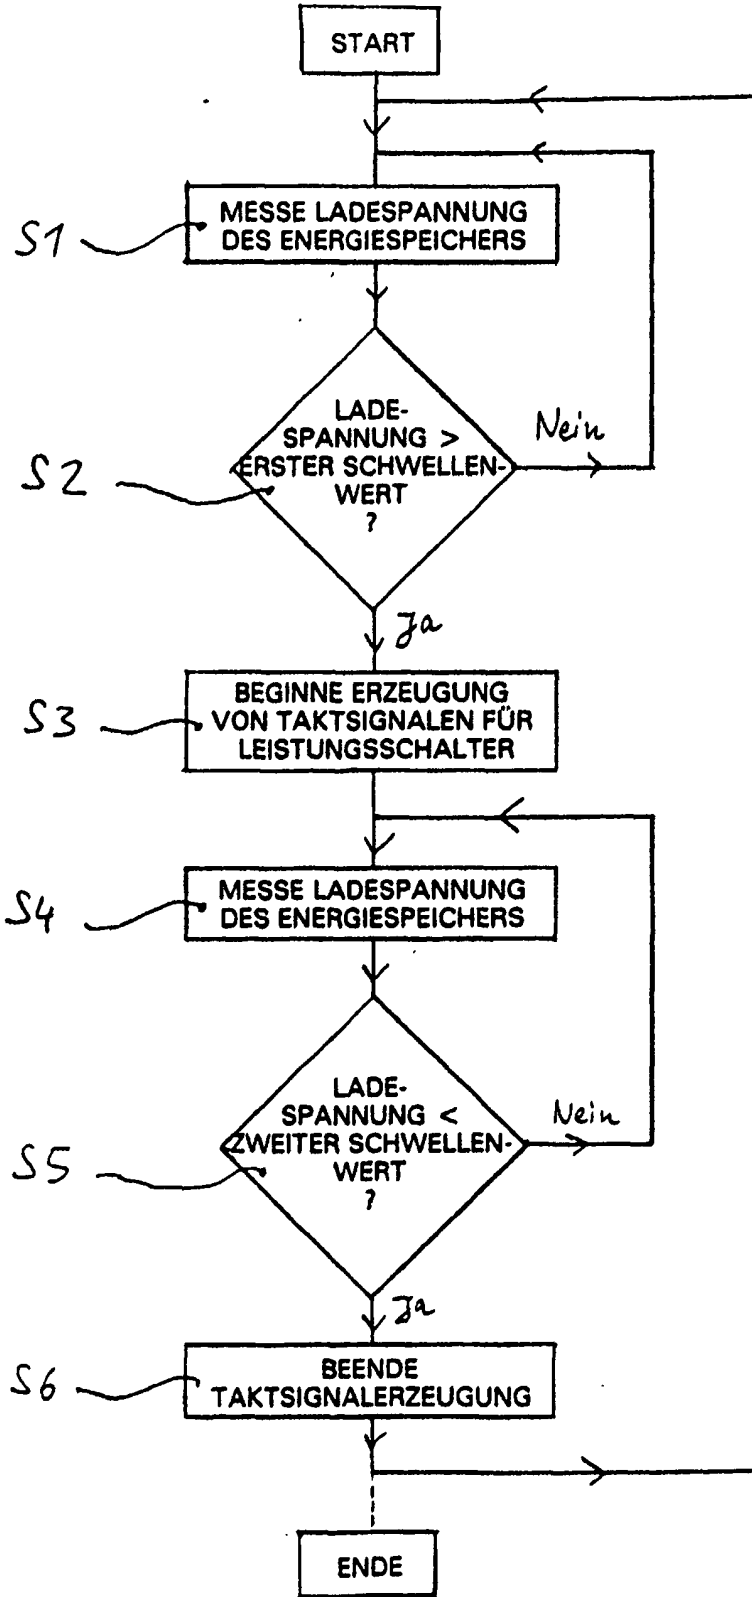 START
S1
MESSE LADESPANNUNG
DES ENERGIESPEICHERS
LADE-
SPANNUNG >
ERSTER SCHWELLEN-
WERT
?
Nein
S2
Ja
S3
BEGINNE ERZEUGUNG
VON TAKTSIGNALEN FÜR
LEISTUNGSSCHALTER
S4
MESSE LADESPANNUNG
DES ENERGIESPEICHERS
LADE-
SPANNUNG <
ZWEITER SCHWELLEN-
WERT
?
Nein
S5
Ja
S6
BEENDE
TAKTSIGNALERZEUGUNG
ENDE